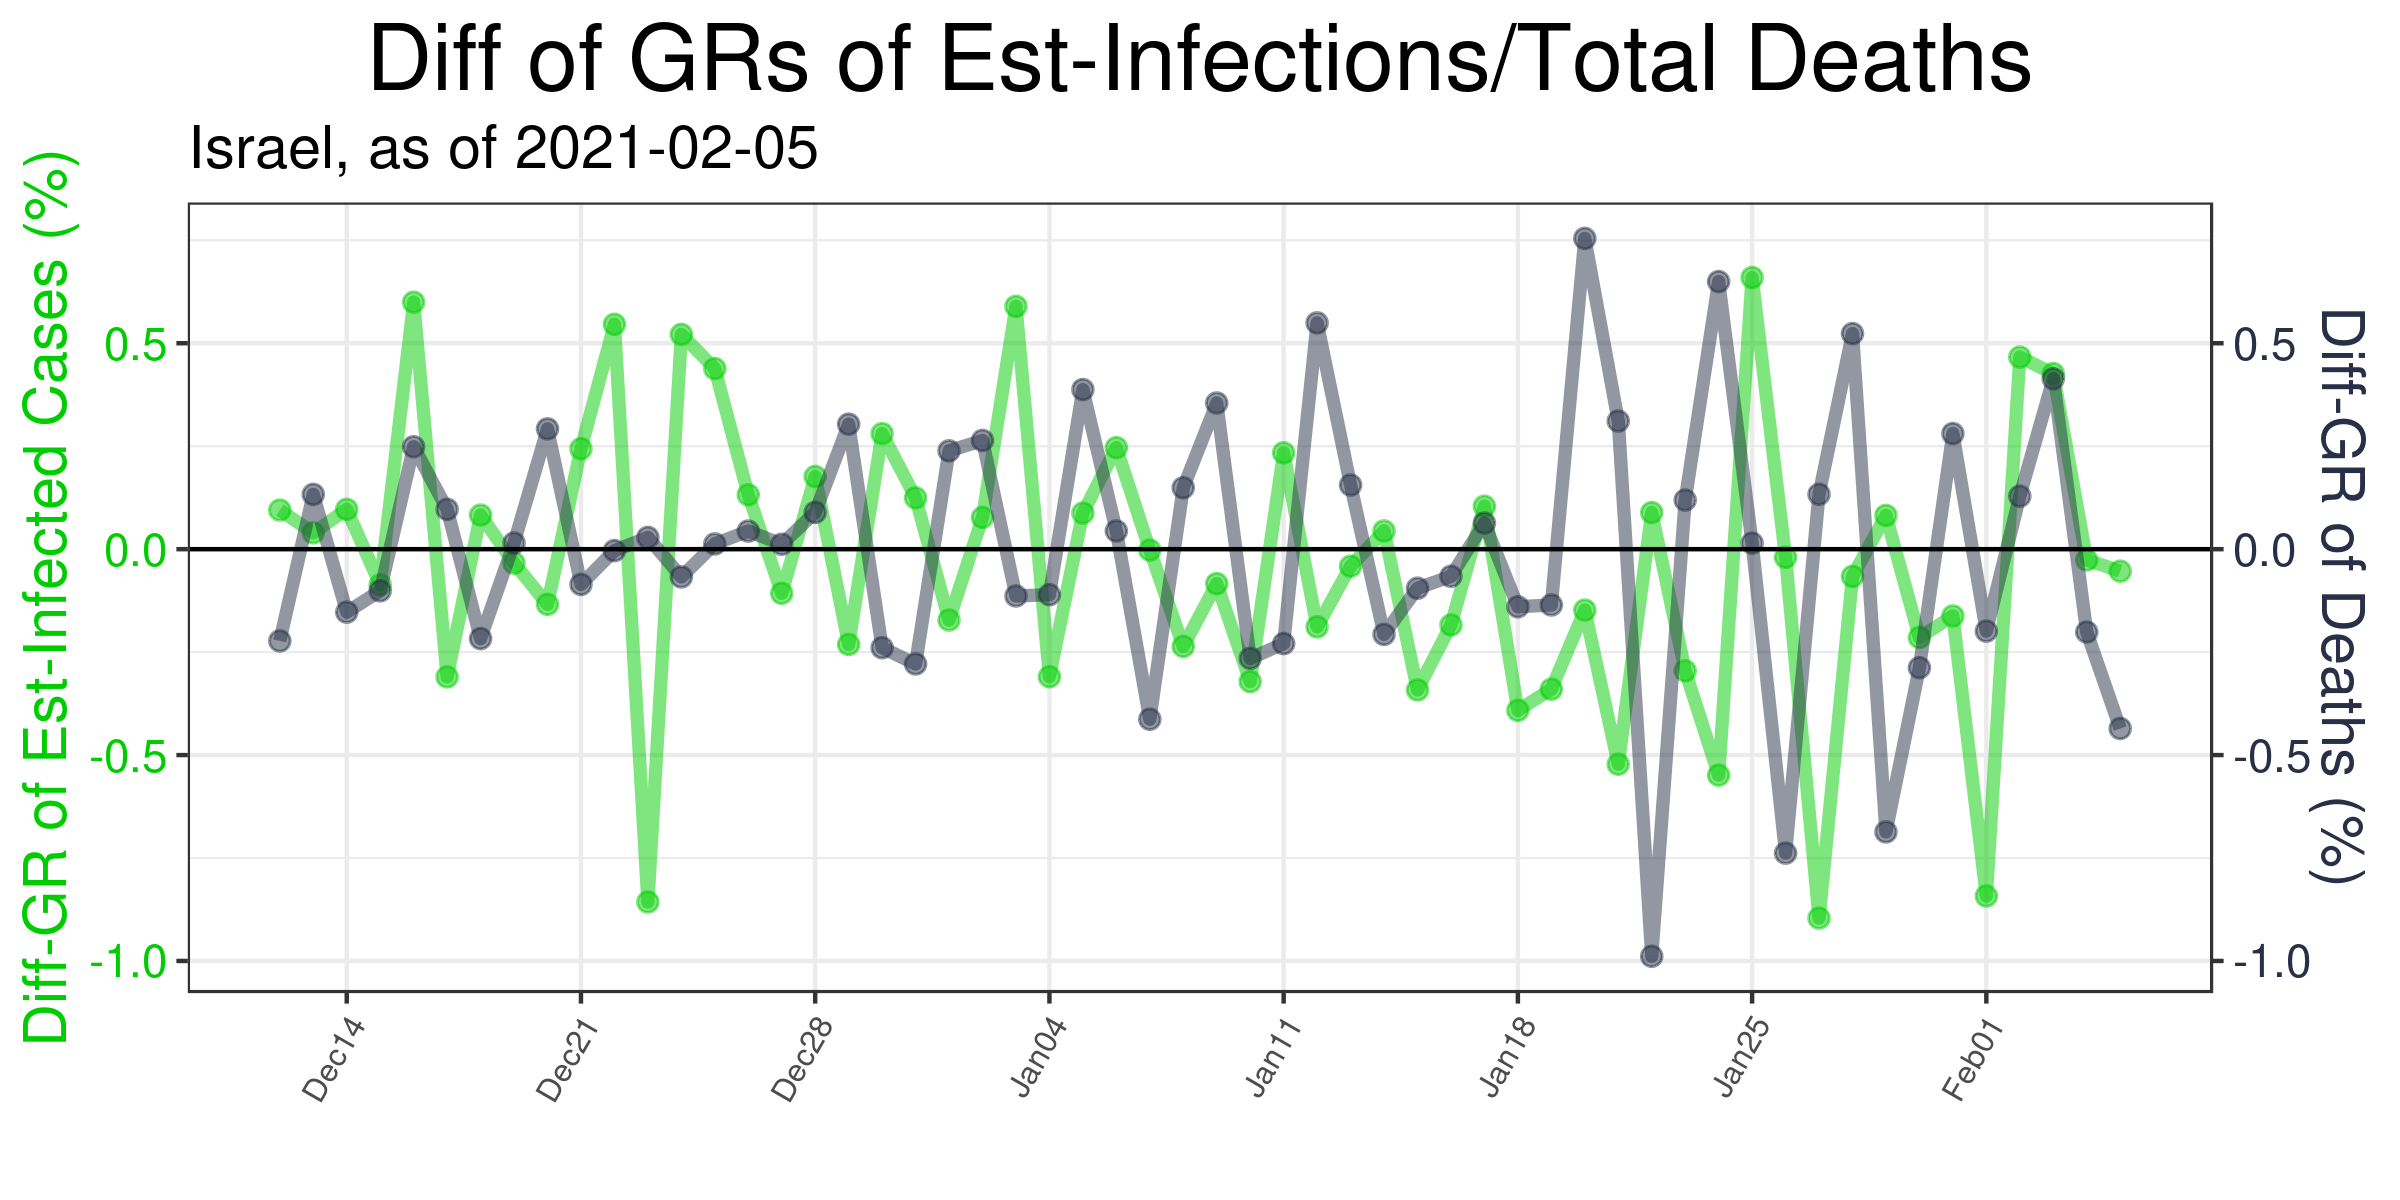 Diff of GRs of Est-Infections/Total Deaths
Israel, as of 2021-02-05
Diff-GR of Est-Infected Cases (%)
0.5
0.0
-0.5
-1.0
0.5
0.0
-0.5
-1.0
Diff-GR of Deaths (%)
Dec14
Dec21
Dec28
Jan04
Jan11
Jan18
Jan25
Feb01